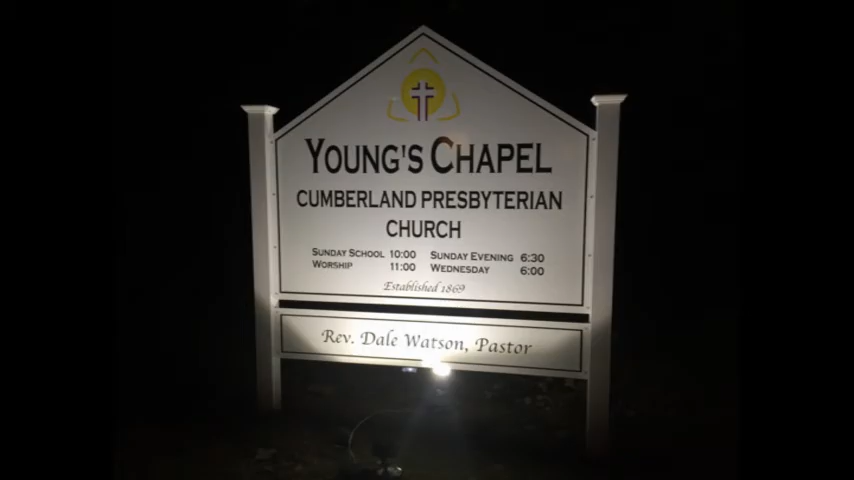 YOUNG'S CHAPEL
CUMBERLAND PRESBYTERIAN
CHURCH
SUNDAY SCHOOL 10:00 SUNDAY EVENING 6:30
WORSHIP 11:00 WEDNESDAY 6:00
Established 1869
Rev. Dale Watson, Pastor